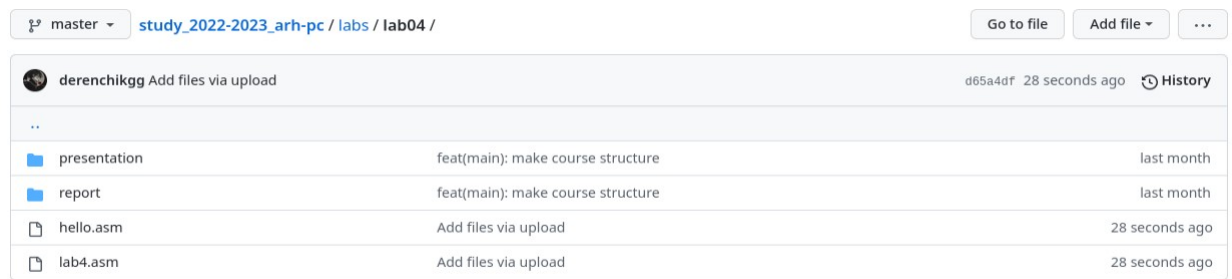 master study_2022-2023_arh-pc / labs / lab04 / Go to file Add file ...
derenchikgg Add files via upload d65a4df 28 seconds ago History
..
presentation feat(main): make course structure last month
report feat(main): make course structure last month
hello.asm Add files via upload 28 seconds ago
lab4.asm Add files via upload 28 seconds ago